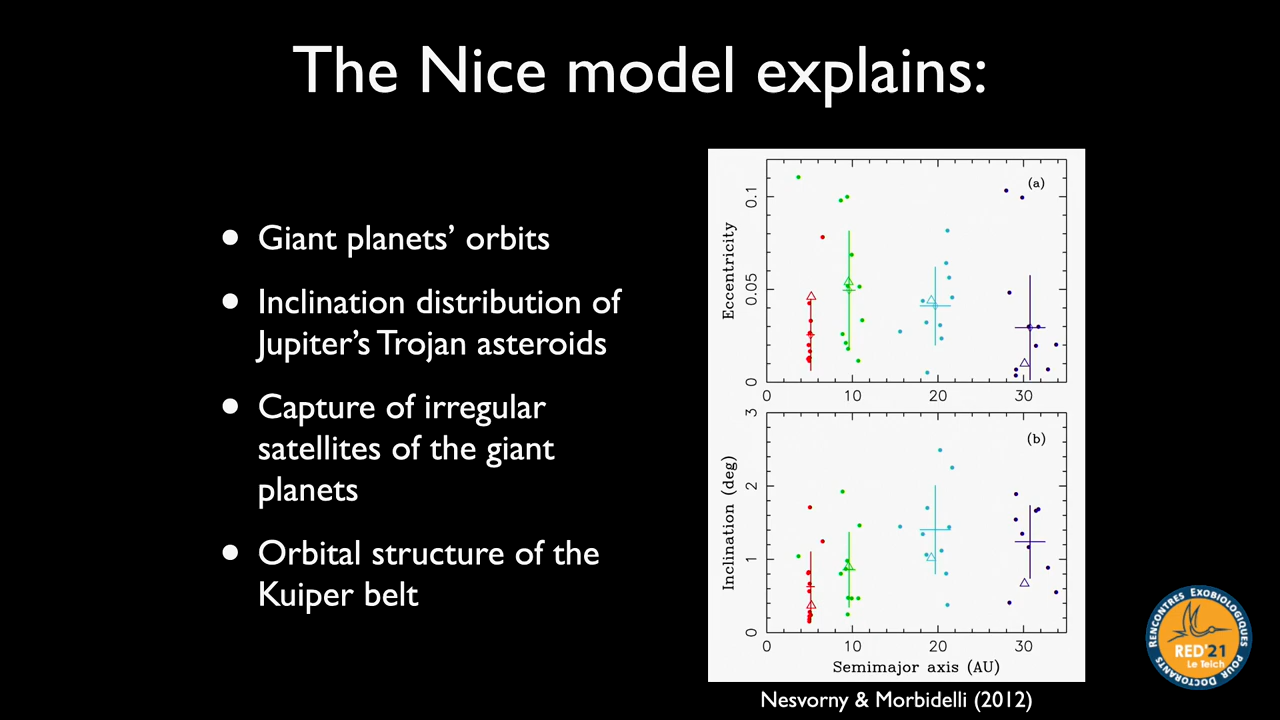 The Nice model explains:
• Giant planets’ orbits
• Inclination distribution of
Jupiter’s Trojan asteroids
• Capture of irregular
satellites of the giant
planets
• Orbital structure of the
Kuiper belt
(a)
Eccentricity
0.1
0.05
0
0 10 20 30
(b)
Inclination (deg)
3
2
1
0
0 10 20 30
Semimajor axis (AU)
Nesvorny & Morbidelli (2012)
RENCONTRES EXOBIOLOGIQUES
POUR DOCTORANTS
RED'21
Le Teich